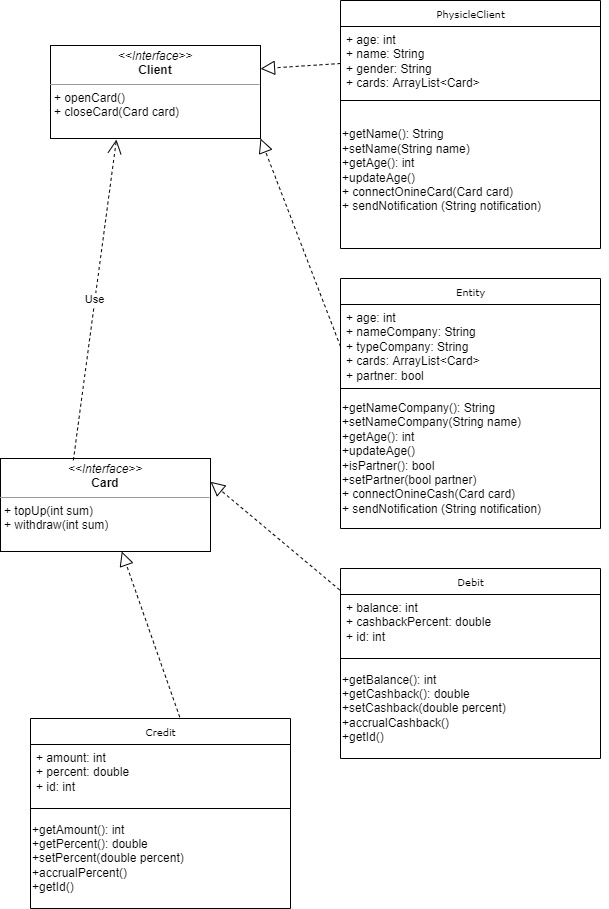 PhysicleClient
+ age: int
+ name: String
+ gender: String
+ cards: ArrayList<Card>
+getName(): String
+setName(String name)
+getAge(): int
+updateAge()
+ connectOnineCard(Card card)
+ sendNotification (String notification)
<<Interface>>
Client
+ openCard()
+ closeCard(Card card)
Use
Entity
+ age: int
+ nameCompany: String
+ typeCompany: String
+ cards: ArrayList<Card>
+ partner: bool
+getNameCompany(): String
+setNameCompany(String name)
+getAge(): int
+updateAge()
+isPartner(): bool
+setPartner(bool partner)
+ connectOnineCash(Card card)
+ sendNotification (String notification)
<<Interface>>
Card
+ topUp(int sum)
+ withdraw(int sum)
Debit
+ balance: int
+ cashbackPercent: double
+ id: int
+getBalance(): int
+getCashback(): double
+setCashback(double percent)
+accrualCashback()
+getId()
Credit
+ amount: int
+ percent: double
+ id: int
+getAmount(): int
+getPercent(): double
+setPercent(double percent)
+accrualPercent()
+getId()